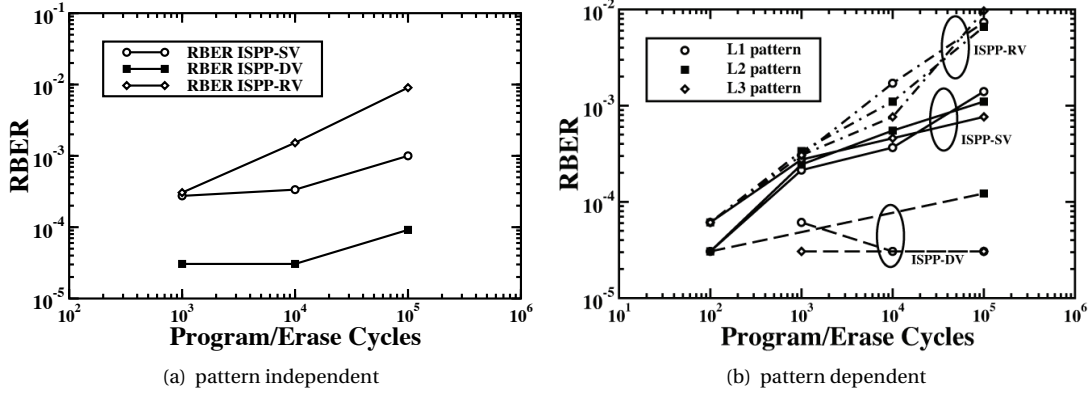 10^-1
10^-2
10^-3
10^-4
10^-5
RBER
RBER ISPP-SV
RBER ISPP-DV
RBER ISPP-RV
10^2 10^3 10^4 10^5 10^6
Program/Erase Cycles
(a) pattern independent
10^-2
10^-3
10^-4
10^-5
RBER
L1 pattern
L2 pattern
L3 pattern
ISPP-RV
ISPP-SV
ISPP-DV
10^1 10^2 10^3 10^4 10^5 10^6
Program/Erase Cycles
(b) pattern dependent